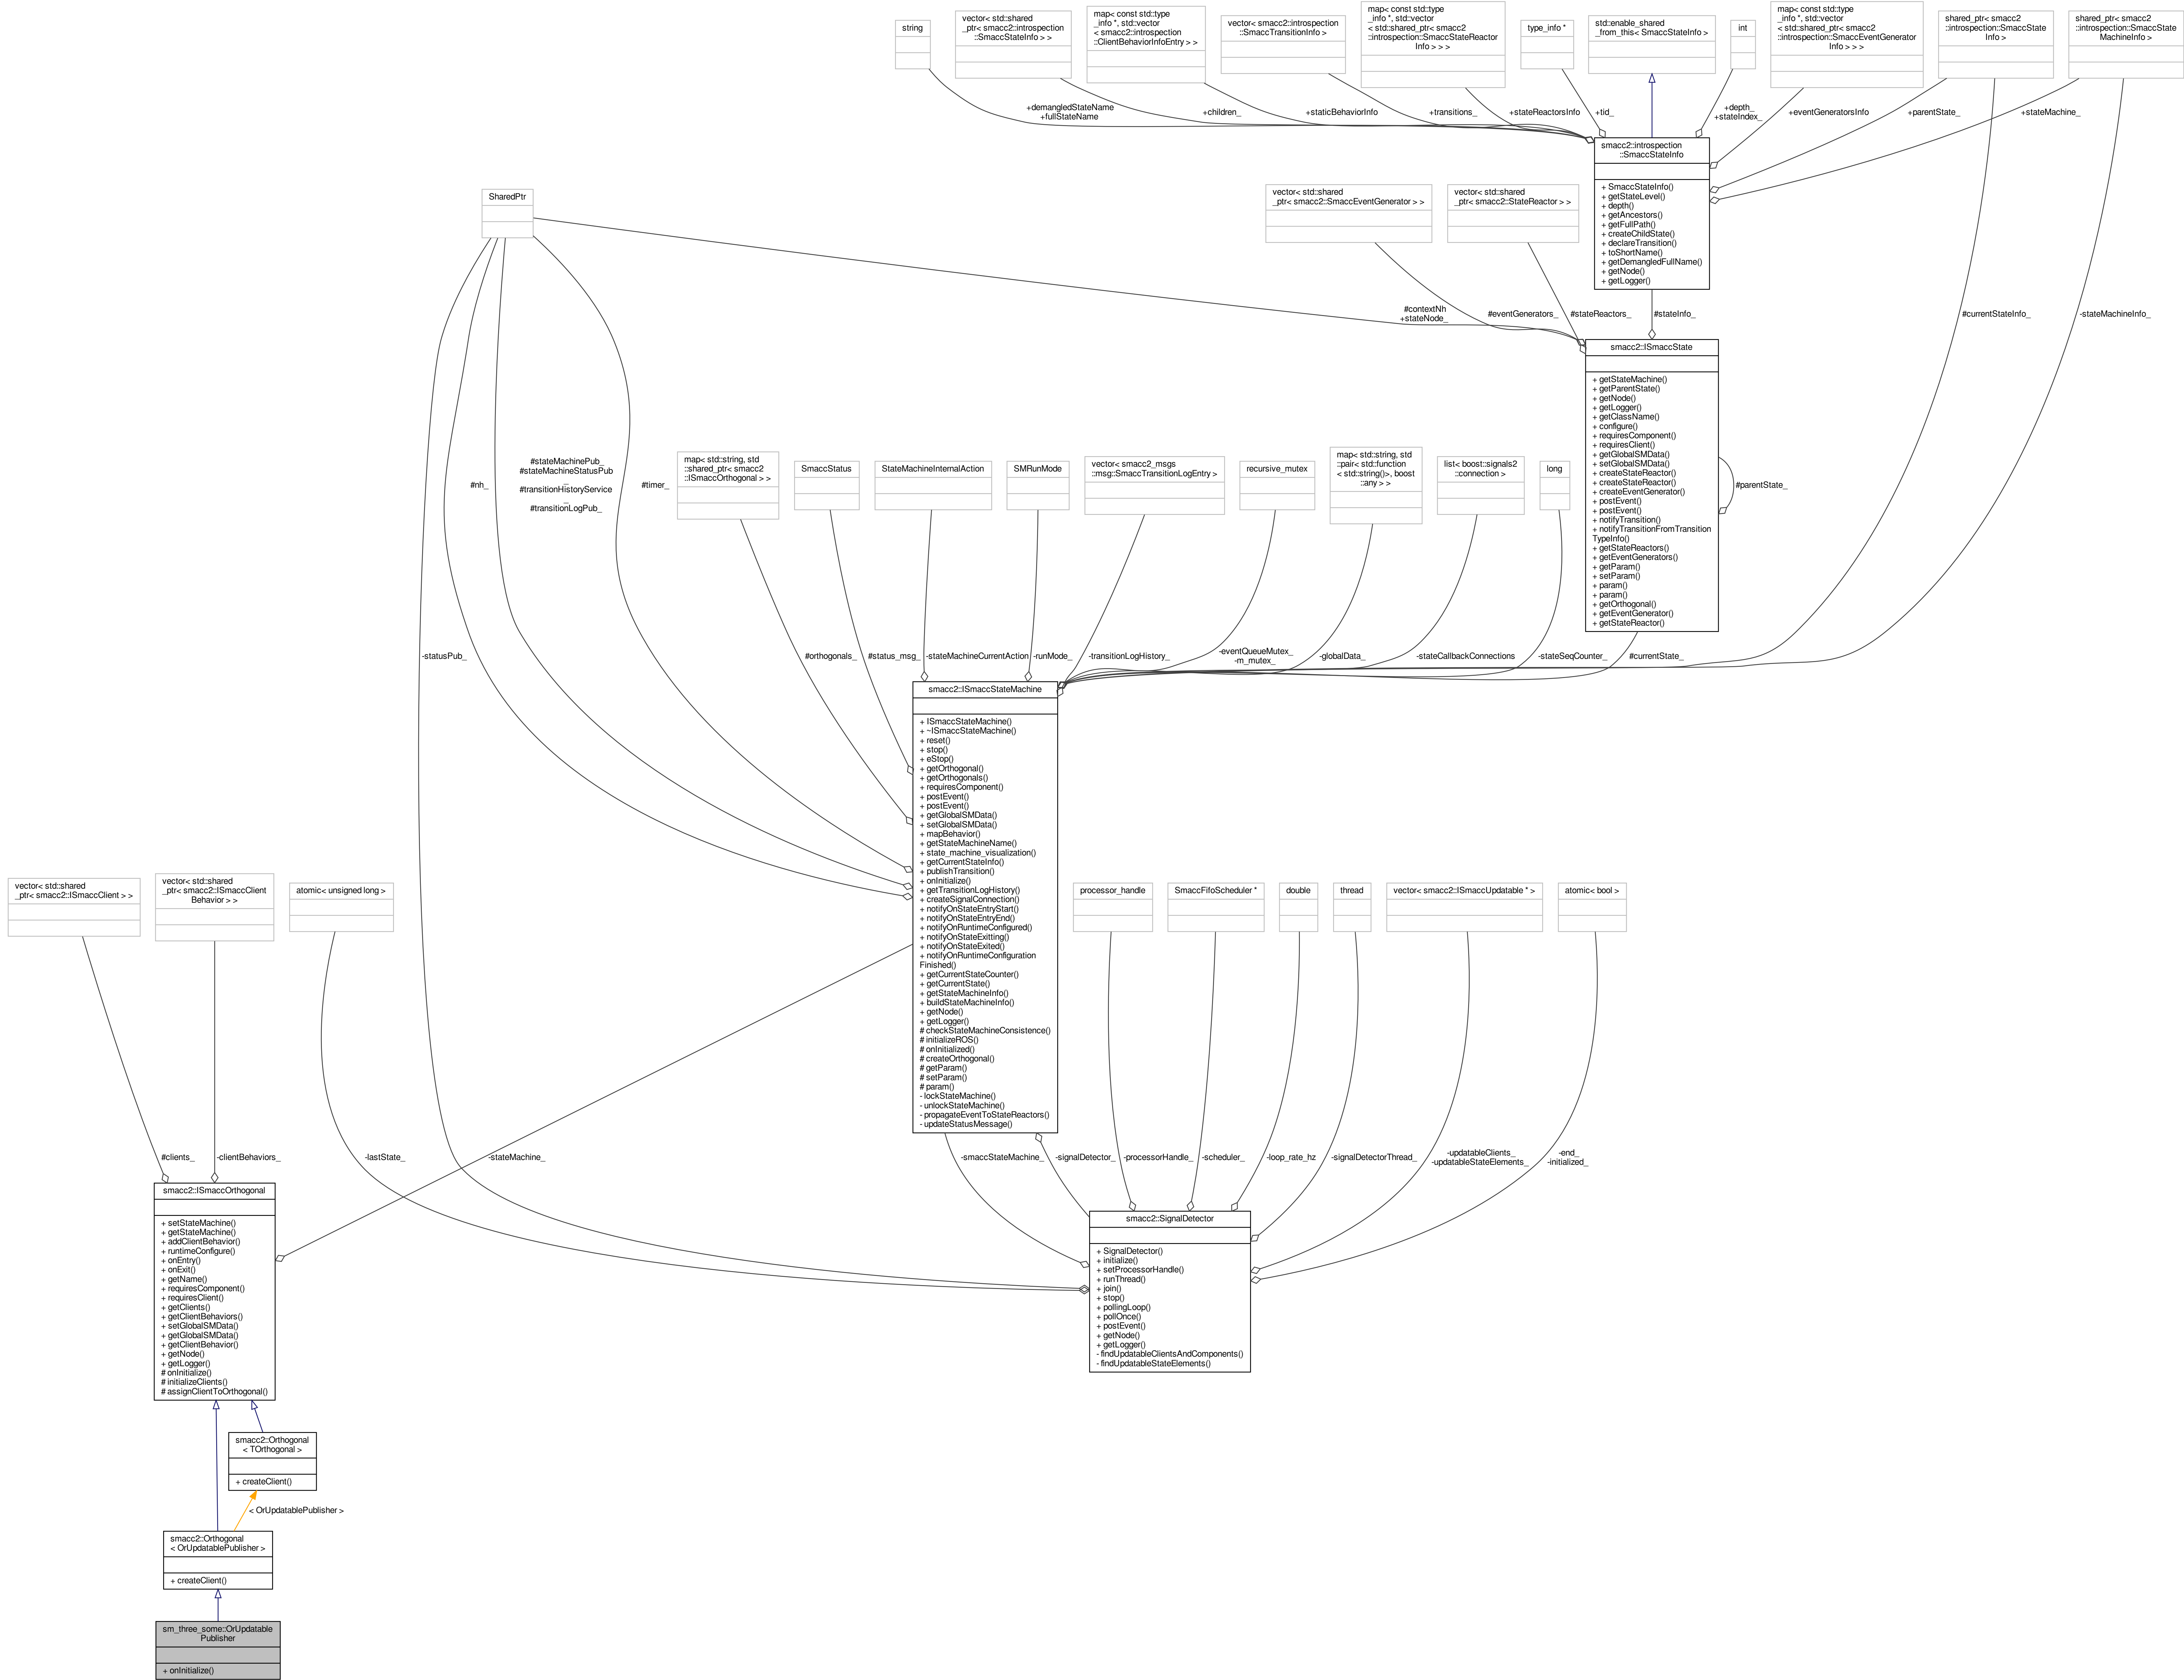 string
vector< std::shared
_ptr< smacc2::introspection
::SmaccStateInfo > >
map< const std::type
_info *, std::vector
< smacc2::introspection
::ClientBehaviorInfoEntry > >
vector< smacc2::introspection
::SmaccTransitionInfo >
map< const std::type
_info *, std::vector
< std::shared_ptr< smacc2
::introspection::SmaccStateReactor
Info > > >
type_info *
std::enable_shared
_from_this< SmaccStateInfo >
int
map< const std::type
_info *, std::vector
< std::shared_ptr< smacc2
::introspection::SmaccEventGenerator
Info > > >
shared_ptr< smacc2
::introspection::SmaccState
Info >
shared_ptr< smacc2
::introspection::SmaccState
MachineInfo >
+demangledStateName
+fullStateName
+children_
+staticBehaviorInfo
+transitions_
+stateReactorsInfo
+tid_
+depth_
+stateIndex_
+eventGeneratorsInfo
+parentState_
+stateMachine_
smacc2::introspection
::SmaccStateInfo
+ SmaccStateInfo()
+ getStateLevel()
+ depth()
+ getAncestors()
+ getFullPath()
+ createChildState()
+ declareTransition()
+ toShortName()
+ getDemangledFullName()
+ getNode()
+ getLogger()
SharedPtr
vector< std::shared
_ptr< smacc2::SmaccEventGenerator > >
vector< std::shared
_ptr< smacc2::StateReactor > >
#contextNh
+stateNode_
#eventGenerators_
#stateReactors_
#stateInfo_
#currentStateInfo_
-stateMachineInfo_
smacc2::ISmaccState
+ getStateMachine()
+ getParentState()
+ getNode()
+ getLogger()
+ getClassName()
+ configure()
+ requiresComponent()
+ requiresClient()
+ getGlobalSMData()
+ setGlobalSMData()
+ createStateReactor()
+ createStateReactor()
+ createEventGenerator()
+ postEvent()
+ postEvent()
+ notifyTransition()
+ notifyTransitionFromTransition
TypeInfo()
+ getStateReactors()
+ getEventGenerators()
+ getParam()
+ setParam()
+ param()
+ param()
+ getOrthogonal()
+ getEventGenerator()
+ getStateReactor()
#parentState_
#nh_
#stateMachinePub_
#stateMachineStatusPub
_
#transitionHistoryService
_
#transitionLogPub_
#timer_
map< std::string, std
::shared_ptr< smacc2
::ISmaccOrthogonal > >
SmaccStatus
StateMachineInternalAction
SMRunMode
vector< smacc2_msgs
::msg::SmaccTransitionLogEntry >
recursive_mutex
map< std::string, std
::pair< std::function
< std::string()>, boost
::any > >
list< boost::signals2
::connection >
long
-statusPub_
#orthogonals_
#status_msg_
-stateMachineCurrentAction
-runMode_
-transitionLogHistory_
-eventQueueMutex_
-m_mutex_
-globalData_
-stateCallbackConnections
-stateSeqCounter_
#currentState_
smacc2::ISmaccStateMachine
+ ISmaccStateMachine()
+ ~ISmaccStateMachine()
+ reset()
+ stop()
+ eStop()
+ getOrthogonal()
+ getOrthogonals()
+ requiresComponent()
+ postEvent()
+ postEvent()
+ getGlobalSMData()
+ setGlobalSMData()
+ mapBehavior()
+ getStateMachineName()
+ state_machine_visualization()
+ getCurrentStateInfo()
+ publishTransition()
+ onInitialize()
+ getTransitionLogHistory()
+ createSignalConnection()
+ notifyOnStateEntryStart()
+ notifyOnStateEntryEnd()
+ notifyOnRuntimeConfigured()
+ notifyOnStateExitting()
+ notifyOnStateExited()
+ notifyOnRuntimeConfiguration
Finished()
+ getCurrentStateCounter()
+ getCurrentState()
+ getStateMachineInfo()
+ buildStateMachineInfo()
+ getNode()
+ getLogger()
# checkStateMachineConsistence()
# initializeROS()
# onInitialized()
# createOrthogonal()
# getParam()
# setParam()
# param()
- lockStateMachine()
- unlockStateMachine()
- propagateEventToStateReactors()
- updateStatusMessage()
vector< std::shared
_ptr< smacc2::ISmaccClient > >
vector< std::shared
_ptr< smacc2::ISmaccClient
Behavior > >
atomic< unsigned long >
processor_handle
SmaccFifoScheduler *
double
thread
vector< smacc2::ISmaccUpdatable * >
atomic< bool >
#clients_
-clientBehaviors_
-lastState_
-stateMachine_
-smaccStateMachine_
-signalDetector_
-processorHandle_
-scheduler_
-loop_rate_hz
-signalDetectorThread_
-updatableClients_
-updatableStateElements_
-end_
-initialized_
smacc2::ISmaccOrthogonal
+ setStateMachine()
+ getStateMachine()
+ addClientBehavior()
+ runtimeConfigure()
+ onEntry()
+ onExit()
+ getName()
+ requiresComponent()
+ requiresClient()
+ getClients()
+ getClientBehaviors()
+ setGlobalSMData()
+ getGlobalSMData()
+ getClientBehavior()
+ getNode()
+ getLogger()
# onInitialize()
# initializeClients()
# assignClientToOrthogonal()
smacc2::SignalDetector
+ SignalDetector()
+ initialize()
+ setProcessorHandle()
+ runThread()
+ join()
+ stop()
+ pollingLoop()
+ pollOnce()
+ postEvent()
+ getNode()
+ getLogger()
- findUpdatableClientsAndComponents()
- findUpdatableStateElements()
smacc2::Orthogonal
< TOrthogonal >
+ createClient()
< OrUpdatablePublisher >
smacc2::Orthogonal
< OrUpdatablePublisher >
+ createClient()
sm_three_some::OrUpdatable
Publisher
+ onInitialize()